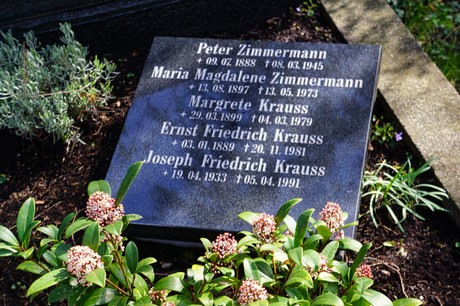 Peter Zimmermann
+ 09.07.1888 †08.03.1945
Maria Magdalene Zimmermann
+ 13.08.1897 †13.05.1973
Margrete Krauss
+ 29.03.1899 †04.03.1979
Ernst Friedrich Krauss
+ 03.01.1889 †20.11.1981
Joseph Friedrich Krauss
+ 19.04.1933 †05.04.1991